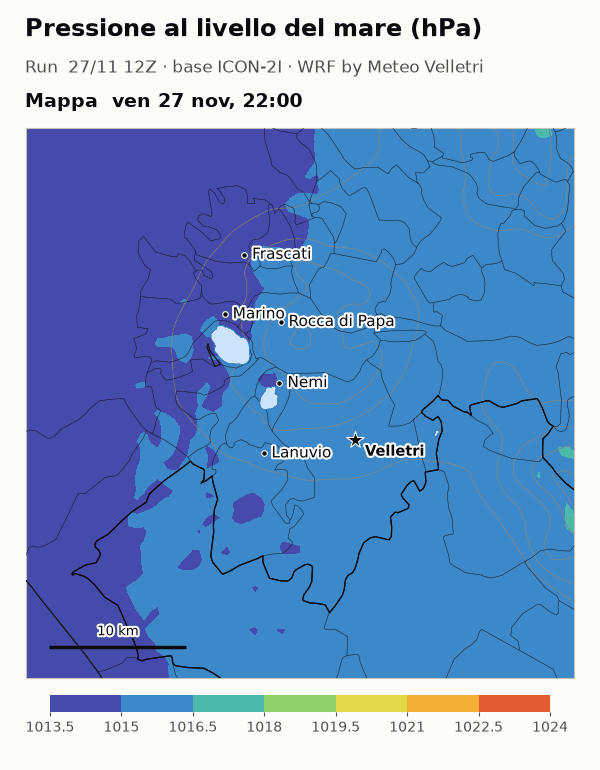 Pressione al livello del mare (hPa)
Run  27/11 12Z · base ICON-2I · WRF by Meteo Velletri
Mappa  ven 27 nov, 22:00
Frascati
Marino
Rocca di Papa
Nemi
Velletri
Lanuvio
10 km
1013.5 1015 1016.5 1018 1019.5 1021 1022.5 1024